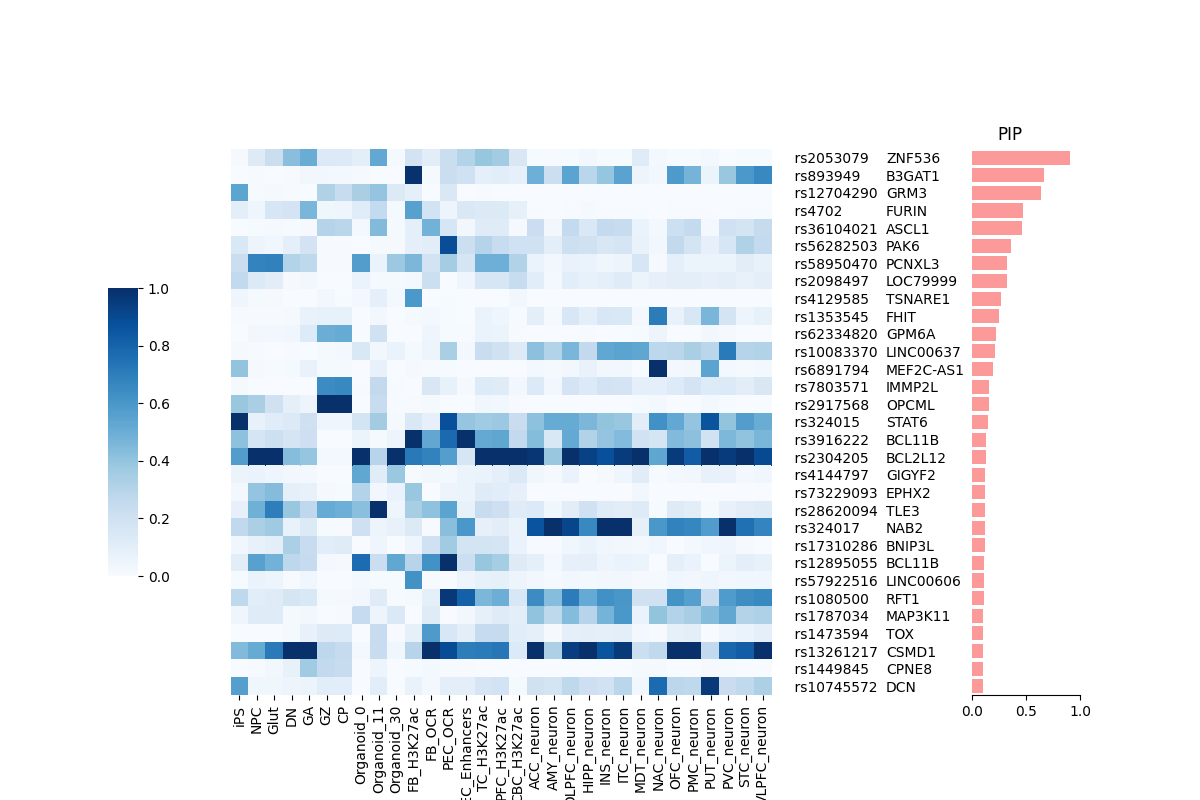 PIP
rs2053079 ZNF536
rs893949 B3GAT1
rs12704290 GRM3
rs4702 FURIN
rs36104021 ASCL1
rs56282503 PAK6
rs58950470 PCNXL3
rs2098497 LOC79999
rs4129585 TSNARE1
rs1353545 FHIT
rs62334820 GPM6A
rs10083370 LINC00637
rs6891794 MEF2C-AS1
rs7803571 IMMP2L
rs2917568 OPCML
rs324015 STAT6
rs3916222 BCL11B
rs2304205 BCL2L12
rs4144797 GIGYF2
rs73229093 EPHX2
rs28620094 TLE3
rs324017 NAB2
rs17310286 BNIP3L
rs12895055 BCL11B
rs57922516 LINC00606
rs1080500 RFT1
rs1787034 MAP3K11
rs1473594 TOX
rs13261217 CSMD1
rs1449845 CPNE8
rs10745572 DCN
1.0
0.8
0.6
0.4
0.2
0.0
0.0 0.5 1.0
iPS
NPC
Glut
DN
GA
GZ
CP
Organoid_0
Organoid_11
Organoid_30
FB_H3K27ac
FB_OCR
PEC_OCR
EC_Enhancers
TC_H3K27ac
PFC_H3K27ac
CBC_H3K27ac
ACC_neuron
AMY_neuron
DLPFC_neuron
HIPP_neuron
INS_neuron
ITC_neuron
MDT_neuron
NAC_neuron
OFC_neuron
PMC_neuron
PUT_neuron
PVC_neuron
STC_neuron
VLPFC_neuron